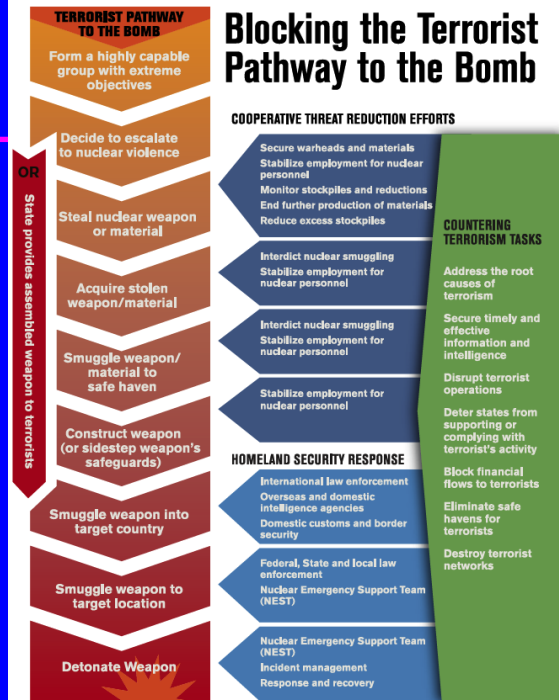 TERRORIST PATHWAY
TO THE BOMB
Form a highly capable
group with extreme
objectives
Decide to escalate
to nuclear violence
OR
State provides assembled weapon to terrorists
Steal nuclear weapon
or material
Acquire stolen
weapon/material
Smuggle weapon/
material to
safe haven
Construct weapon
(or sidestep weapon's
safeguards)
Smuggle weapon into
target country
Smuggle weapon to
target location
Detonate Weapon
Blocking the Terrorist
Pathway to the Bomb
COOPERATIVE THREAT REDUCTION EFFORTS
Secure warheads and materials
Stabilize employment for nuclear
personnel
Monitor stockpiles and reductions
End further production of materials
Reduce excess stockpiles
Interdict nuclear smuggling
Stabilize employment for
nuclear personnel
Interdict nuclear smuggling
Stabilize employment for
nuclear personnel
Stabilize employment for
nuclear personnel
HOMELAND SECURITY RESPONSE
International law enforcement
Overseas and domestic
intelligence agencies
Domestic customs and border
security
Federal, State and local law
enforcement
Nuclear Emergency Support Team
(NEST)
Nuclear Emergency Support Team
(NEST)
Incident management
Response and recovery
COUNTERING
TERRORISM TASKS
Address the root
causes of
terrorism
Secure timely and
effective
information and
intelligence
Disrupt terrorist
operations
Deter states from
supporting or
complying with
terrorist's activity
Block financial
flows to terrorists
Eliminate safe
havens for
terrorists
Destroy terrorist
networks